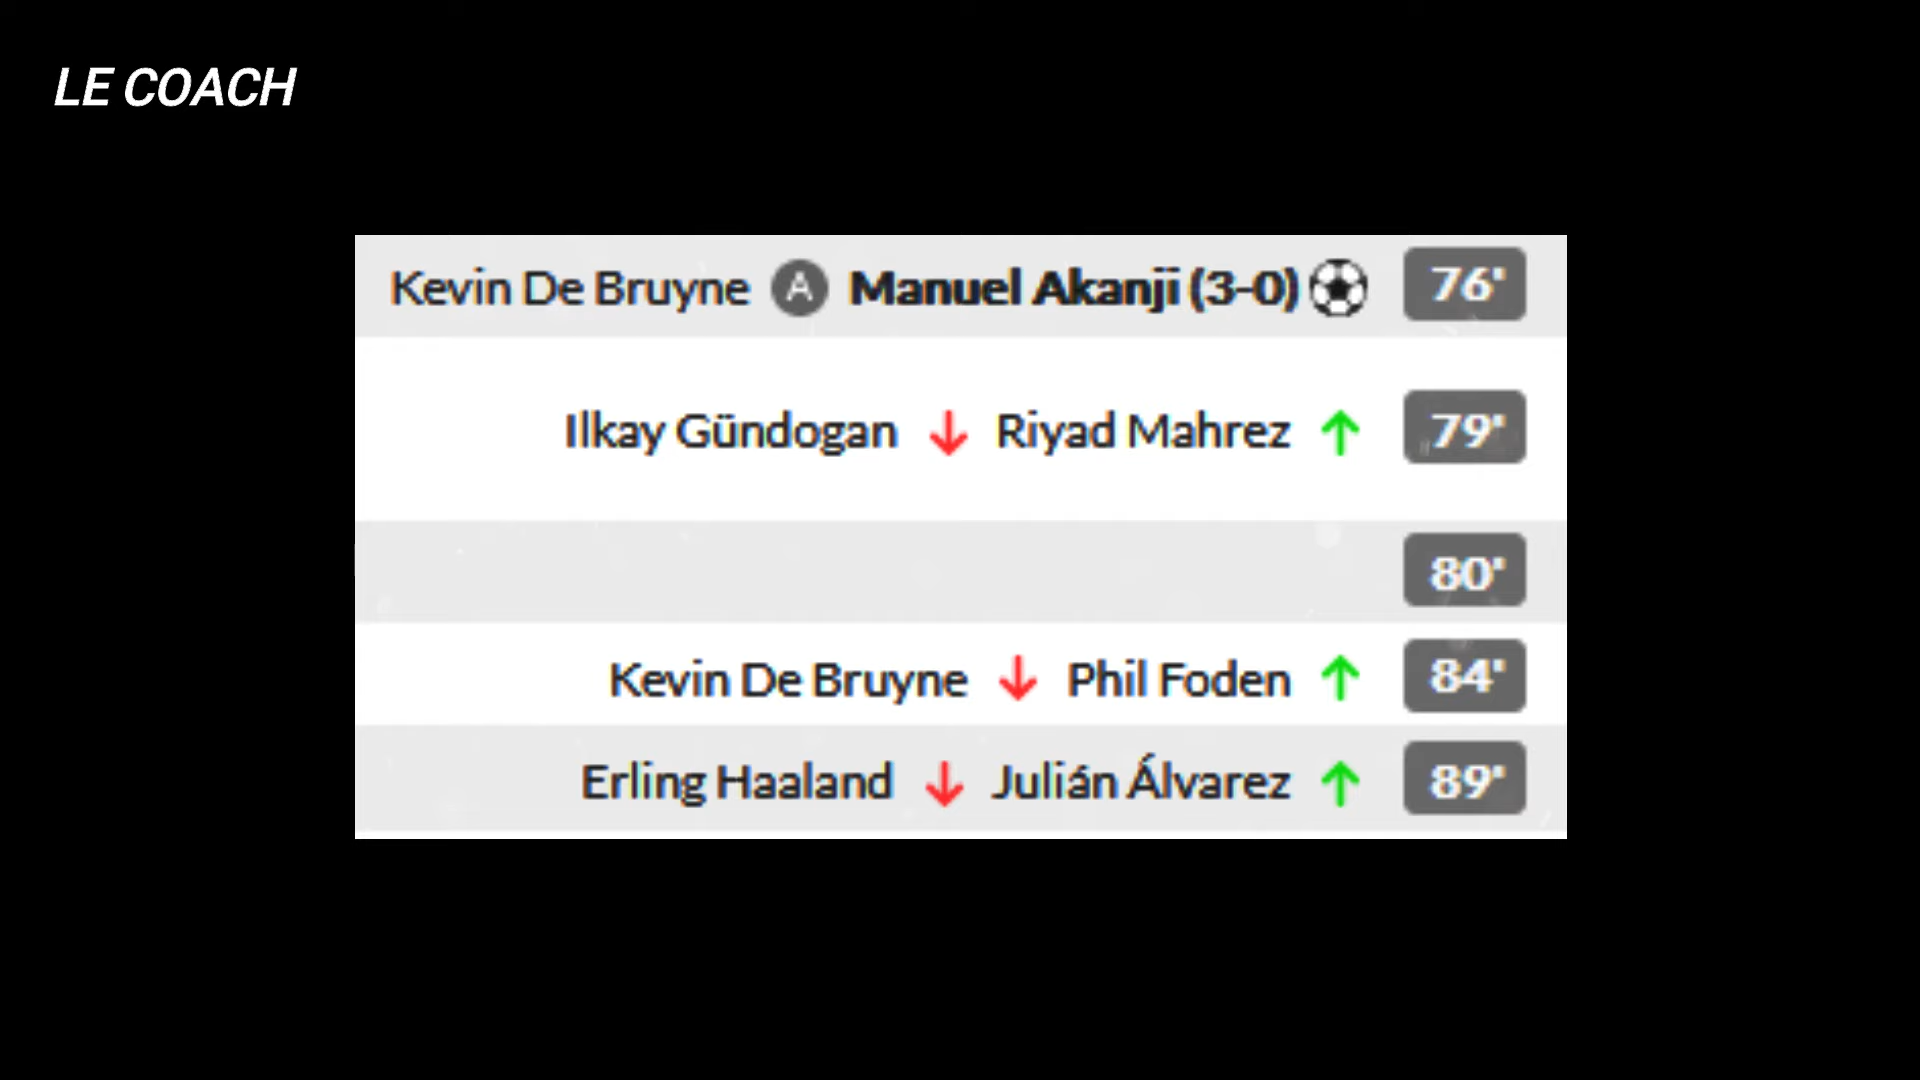 LE COACH
Kevin De Bruyne A Manuel Akanji (3-0) 76'
Ilkay Gündogan Riyad Mahrez 79'
80'
Kevin De Bruyne Phil Foden 84'
Erling Haaland Julián Álvarez 89'